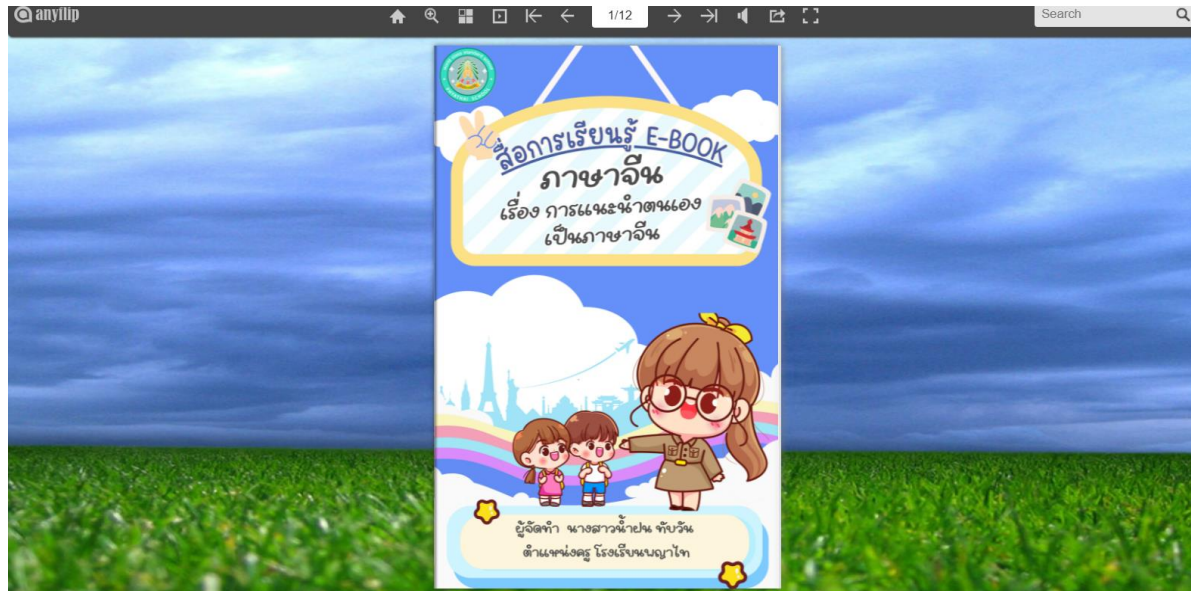 anyflip
1/12
Search
สื่อการเรียนรู้ E-BOOK
ภาษาจีน
เรื่อง การแนะนำตนเอง
เป็นภาษาจีน
ผู้จัดทำ นางสาวน้ำฝน ทับวัน
ตำแหน่งครู โรงเรียนพญาไท